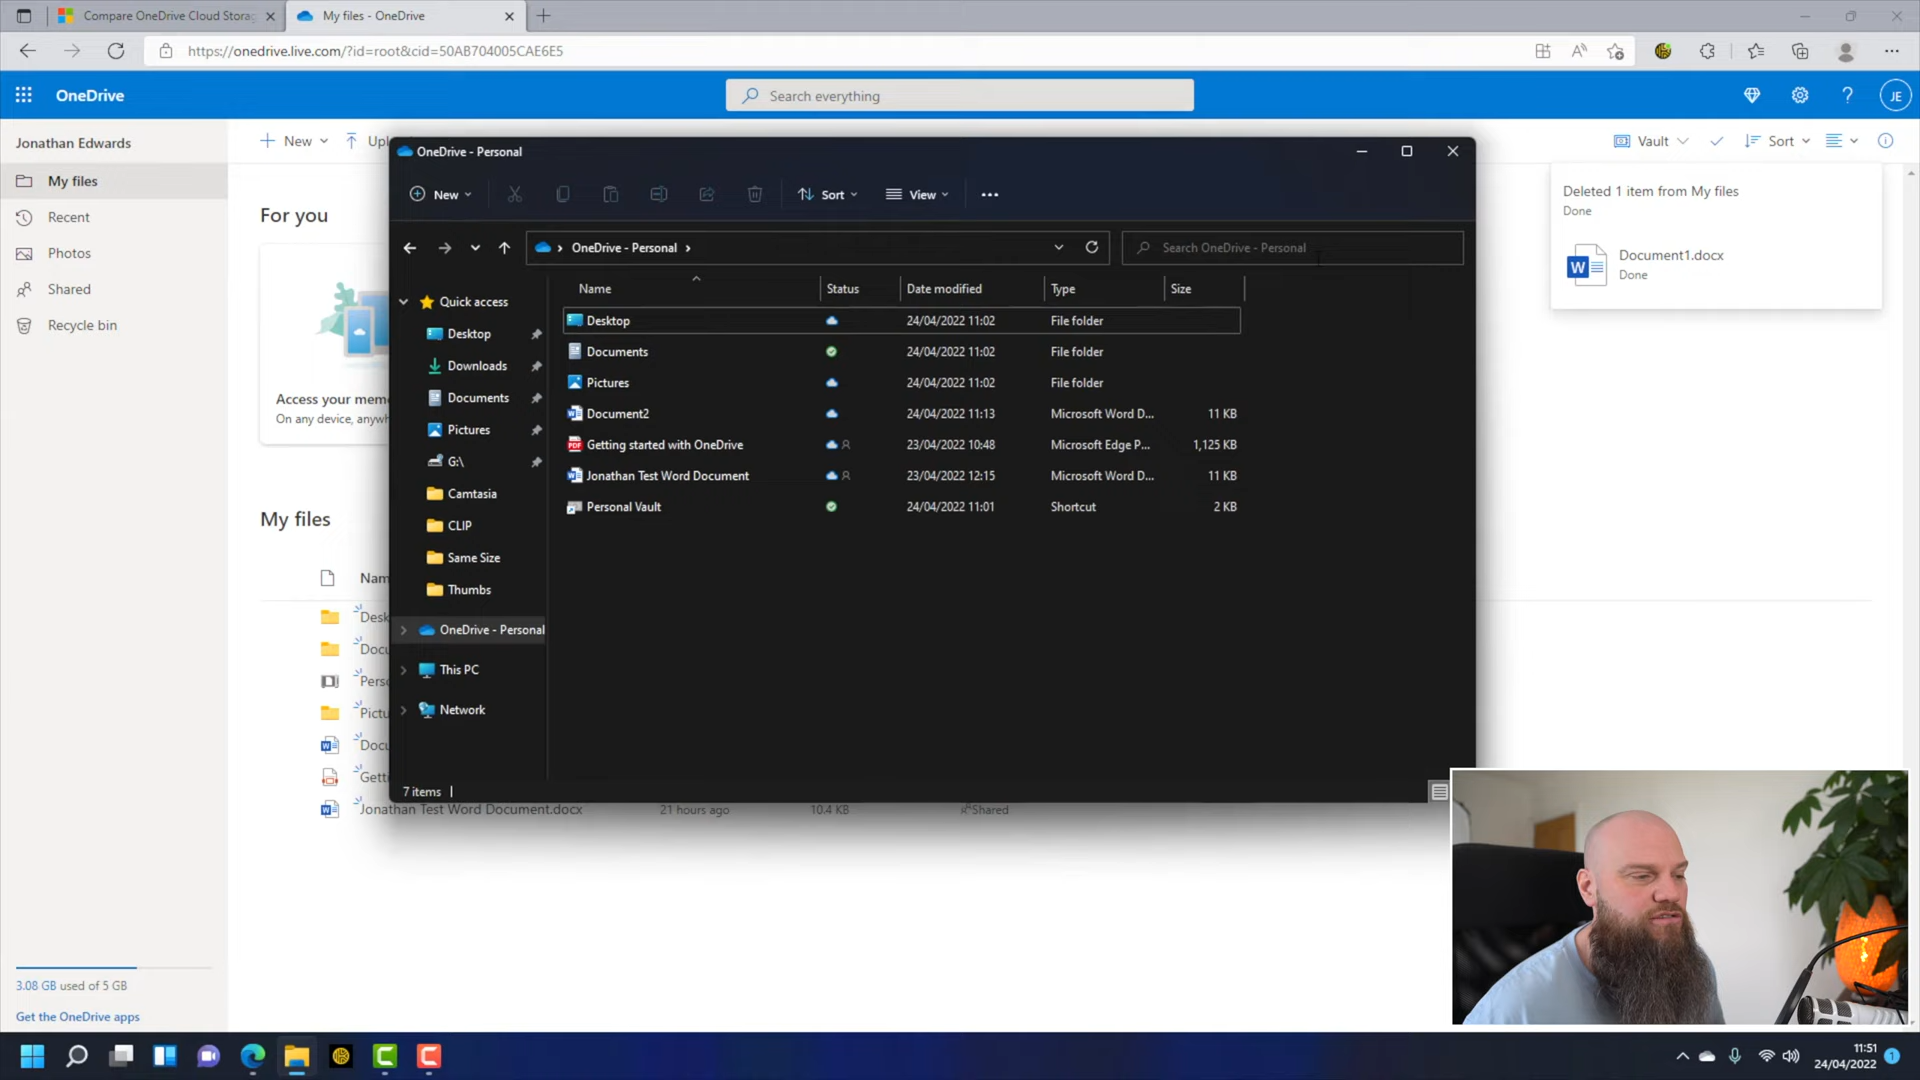 Compare OneDrive Cloud Storag
My files - OneDrive
https://onedrive.live.com/?id=root&cid=50AB704005CAE6E5
OneDrive
Search everything
JE
Jonathan Edwards
New
Upl
Vault
Sort
My files
Recent
Photos
Shared
Recycle bin
For you
Access your mem
On any device, anywh
My files
Nam
Desk
Docu
Perso
Pictu
Docu
Getti
Jonathan Test Word Document.docx
21 hours ago
10.4 KB
Shared
Deleted 1 item from My files
Done
Document1.docx
Done
OneDrive - Personal
New
Sort
View
OneDrive - Personal
Search OneDrive - Personal
Quick access
Desktop
Downloads
Documents
Pictures
G:\
Camtasia
CLIP
Same Size
Thumbs
OneDrive - Personal
This PC
Network
Name Status Date modified Type Size
Desktop 24/04/2022 11:02 File folder
Documents 24/04/2022 11:02 File folder
Pictures 24/04/2022 11:02 File folder
Document2 24/04/2022 11:13 Microsoft Word D... 11 KB
PDF Getting started with OneDrive 23/04/2022 10:48 Microsoft Edge P... 1,125 KB
Jonathan Test Word Document 23/04/2022 12:15 Microsoft Word D... 11 KB
Personal Vault 24/04/2022 11:01 Shortcut 2 KB
7 items
3.08 GB used of 5 GB
Get the OneDrive apps
11:51
24/04/2022
1